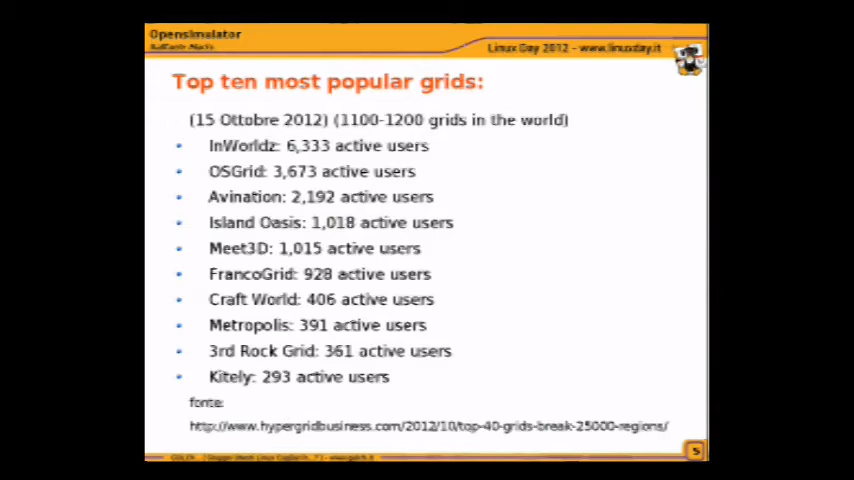 Opensimulator
Linux Day 2012 - www.linuxday.it
Top ten most popular grids:
(15 Ottobre 2012) (1100-1200 grids in the world)
• InWorldz: 6,333 active users
• OSGrid: 3,673 active users
• Avination: 2,192 active users
• Island Oasis: 1,018 active users
• Meet3D: 1,015 active users
• FrancoGrid: 928 active users
• Craft World: 406 active users
• Metropolis: 391 active users
• 3rd Rock Grid: 361 active users
• Kitely: 293 active users
fonte:
http://www.hypergridbusiness.com/2012/10/top-40-grids-break-25000-regions/
5